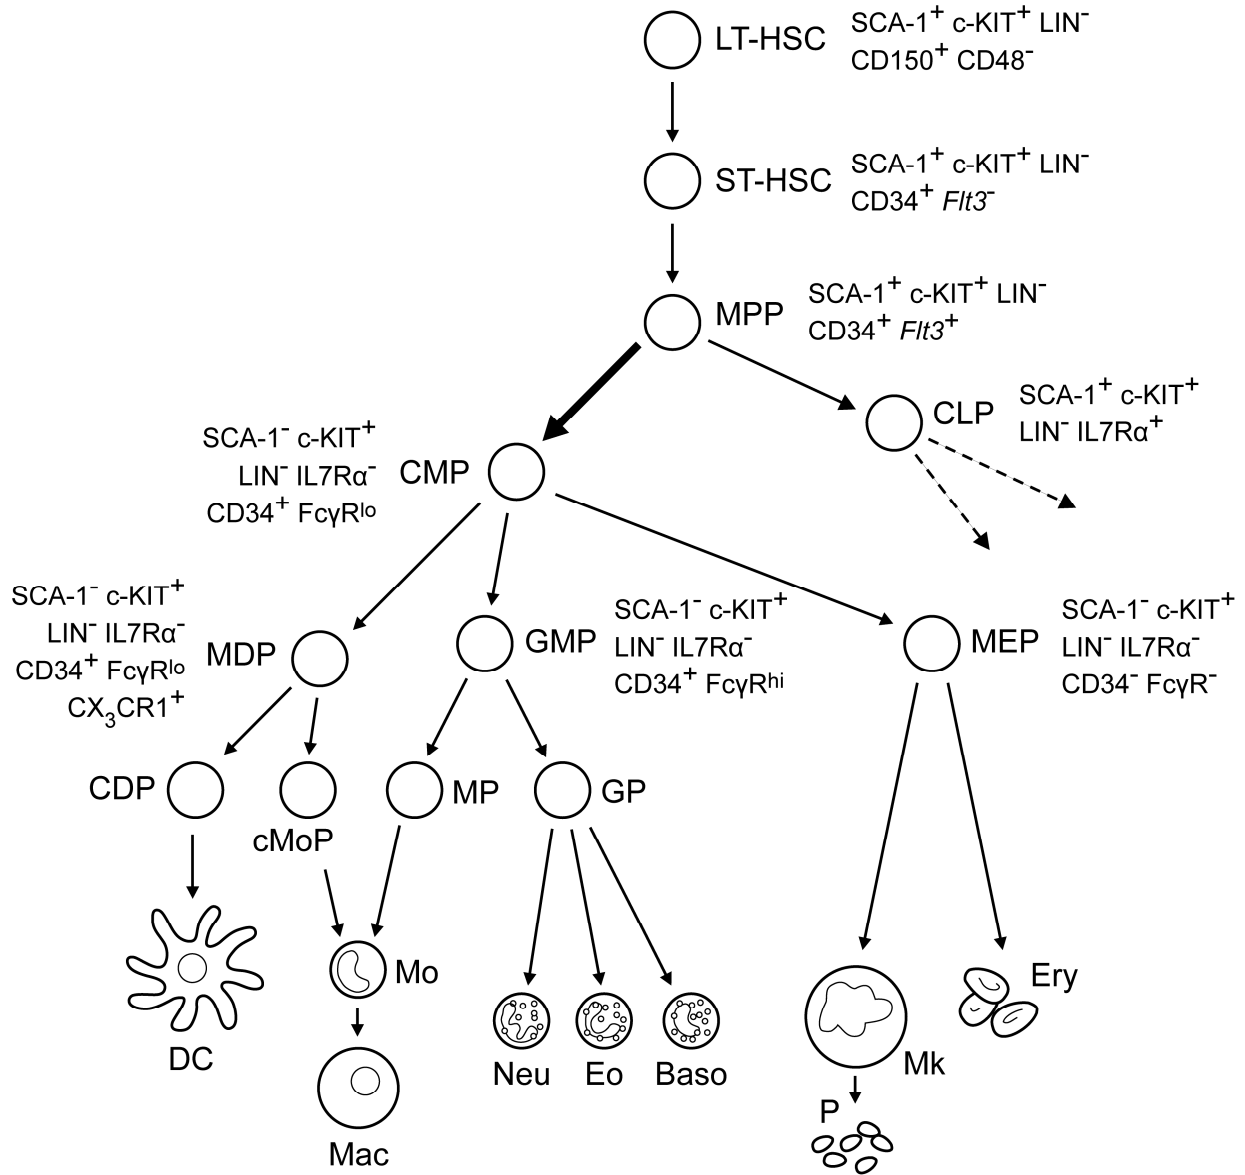 LT-HSC
SCA-1⁺ c-KIT⁺ LIN⁻
CD150⁺ CD48⁻
ST-HSC
SCA-1⁺ c-KIT⁺ LIN⁻
CD34⁺ Flt3⁻
MPP
SCA-1⁺ c-KIT⁺ LIN⁻
CD34⁺ Flt3⁺
CLP
SCA-1⁺ c-KIT⁺
LIN⁻ IL7Rα⁺
SCA-1⁻ c-KIT⁺
LIN⁻ IL7Rα⁻
CD34⁺ FcγRˡᵒ
CMP
SCA-1⁻ c-KIT⁺
LIN⁻ IL7Rα⁻
CD34⁺ FcγRˡᵒ
CX₃CR1⁺
MDP
GMP
SCA-1⁻ c-KIT⁺
LIN⁻ IL7Rα⁻
CD34⁺ FcγRʰⁱ
MEP
SCA-1⁻ c-KIT⁺
LIN⁻ IL7Rα⁻
CD34⁻ FcγR⁻
CDP
cMoP
MP
GP
DC
Mo
Mac
Neu
Eo
Baso
Mk
P
Ery